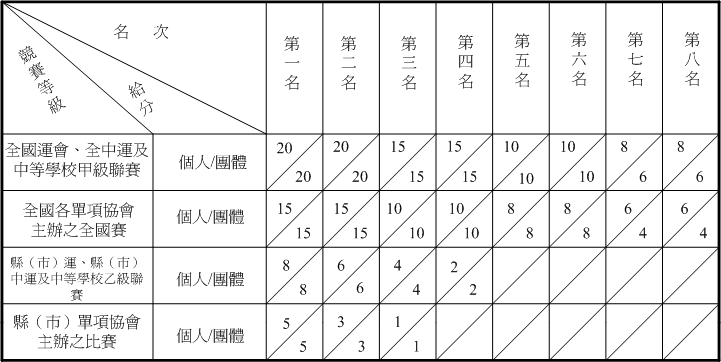 名 次
競賽等級
給分
第一名
第二名
第三名
第四名
第五名
第六名
第七名
第八名
全國運會、全中運及
中等學校甲級聯賽
個人/團體
20 20
20 20
15 15
15 15
10 10
10 10
8 6
8 6
全國各單項協會
主辦之全國賽
個人/團體
15 15
15 15
10 10
10 10
8 8
8 8
6 4
6 4
縣（市）運、縣（市）
中運及中等學校乙級聯
賽
個人/團體
8 8
6 6
4 4
2 2
縣（市）單項協會
主辦之比賽
個人/團體
5 5
3 3
1 1